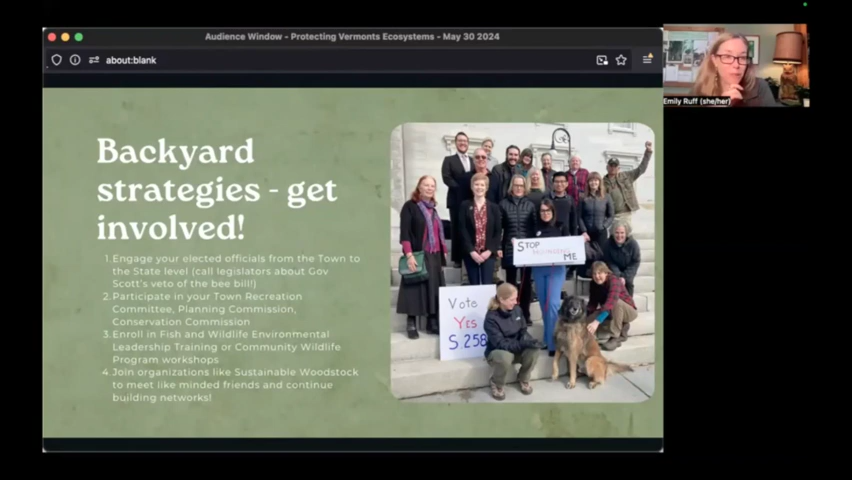 Audience Window - Protecting Vermonts Ecosystems - May 30 2024
about:blank
Emily Ruff (she/her)
Backyard
strategies - get
involved!
1. Engage your elected officials from the Town to
the State level (call legislators about Gov
Scott's veto of the bee bill!)
2. Participate in your Town Recreation
Committee, Planning Commission,
Conservation Commission
3. Enroll in Fish and Wildlife Environmental
Leadership Training or Community Wildlife
Program workshops
4. Join organizations like Sustainable Woodstock
to meet like minded friends and continue
building networks!
STOP
ME
Vote
YES
S.258